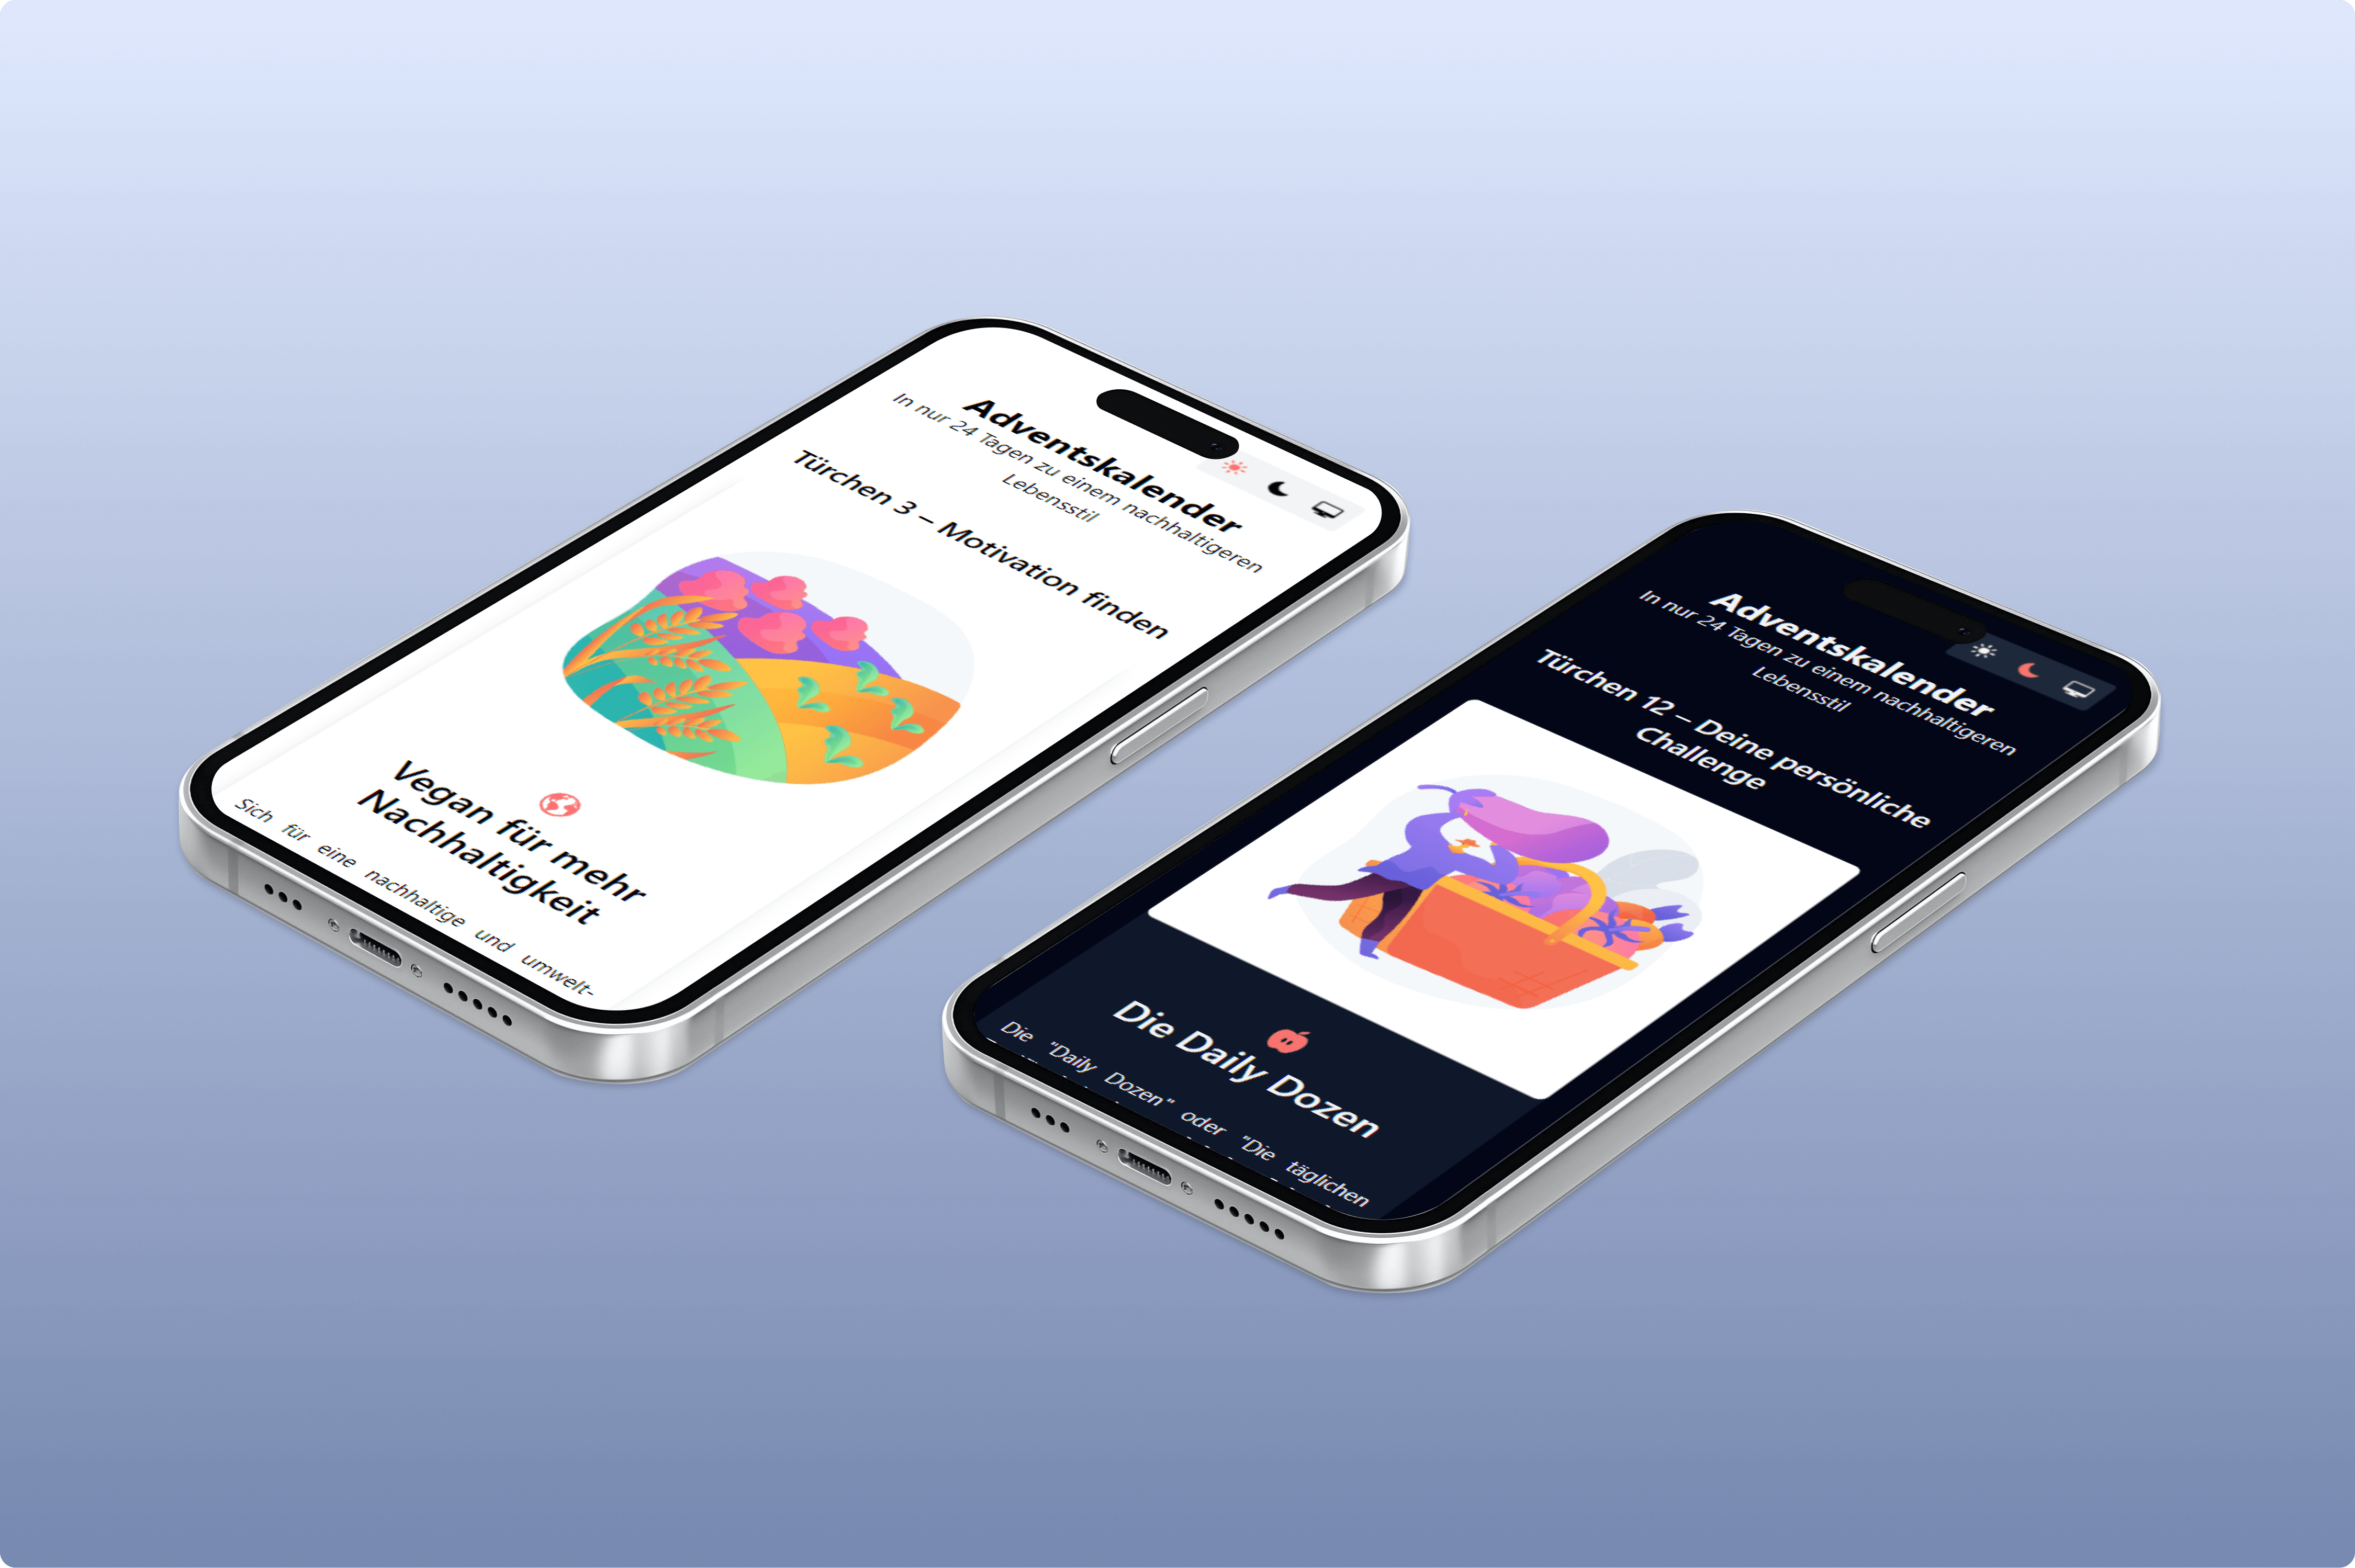 Adventskalender
In nur 24 Tagen zu einem nachhaltigeren
Lebensstil
Türchen 3 – Motivation finden
Vegan für mehr
Nachhaltigkeit
Sich für eine nachhaltige und umwelt-
Adventskalender
In nur 24 Tagen zu einem nachhaltigeren
Lebensstil
Türchen 12 – Deine persönliche
Challenge
Die Daily Dozen
Die "Daily Dozen" oder "Die täglichen